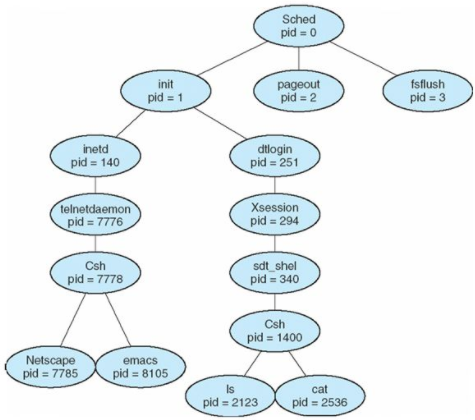 Sched
pid = 0
init
pid = 1
pageout
pid = 2
fsflush
pid = 3
inetd
pid = 140
dtlogin
pid = 251
telnetdaemon
pid = 7776
Xsession
pid = 294
Csh
pid = 7778
sdt_shel
pid = 340
Csh
pid = 1400
Netscape
pid = 7785
emacs
pid = 8105
ls
pid = 2123
cat
pid = 2536